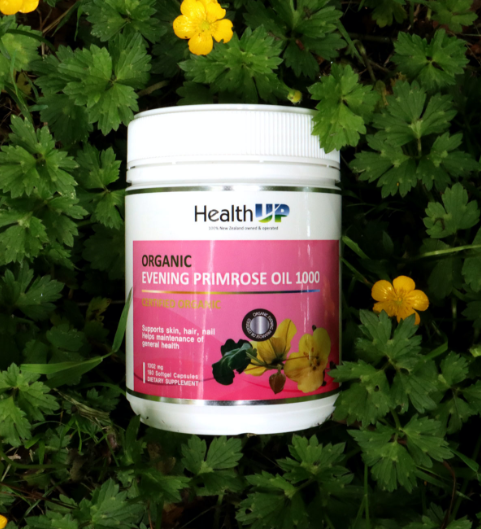 HealthUP
100% New Zealand owned & operated
ORGANIC
EVENING PRIMROSE OIL 1000
Supports skin, hair, nail
Helps maintenance of
general health
1000 mg
180 Softgel Capsules
DIETARY SUPPLEMENT